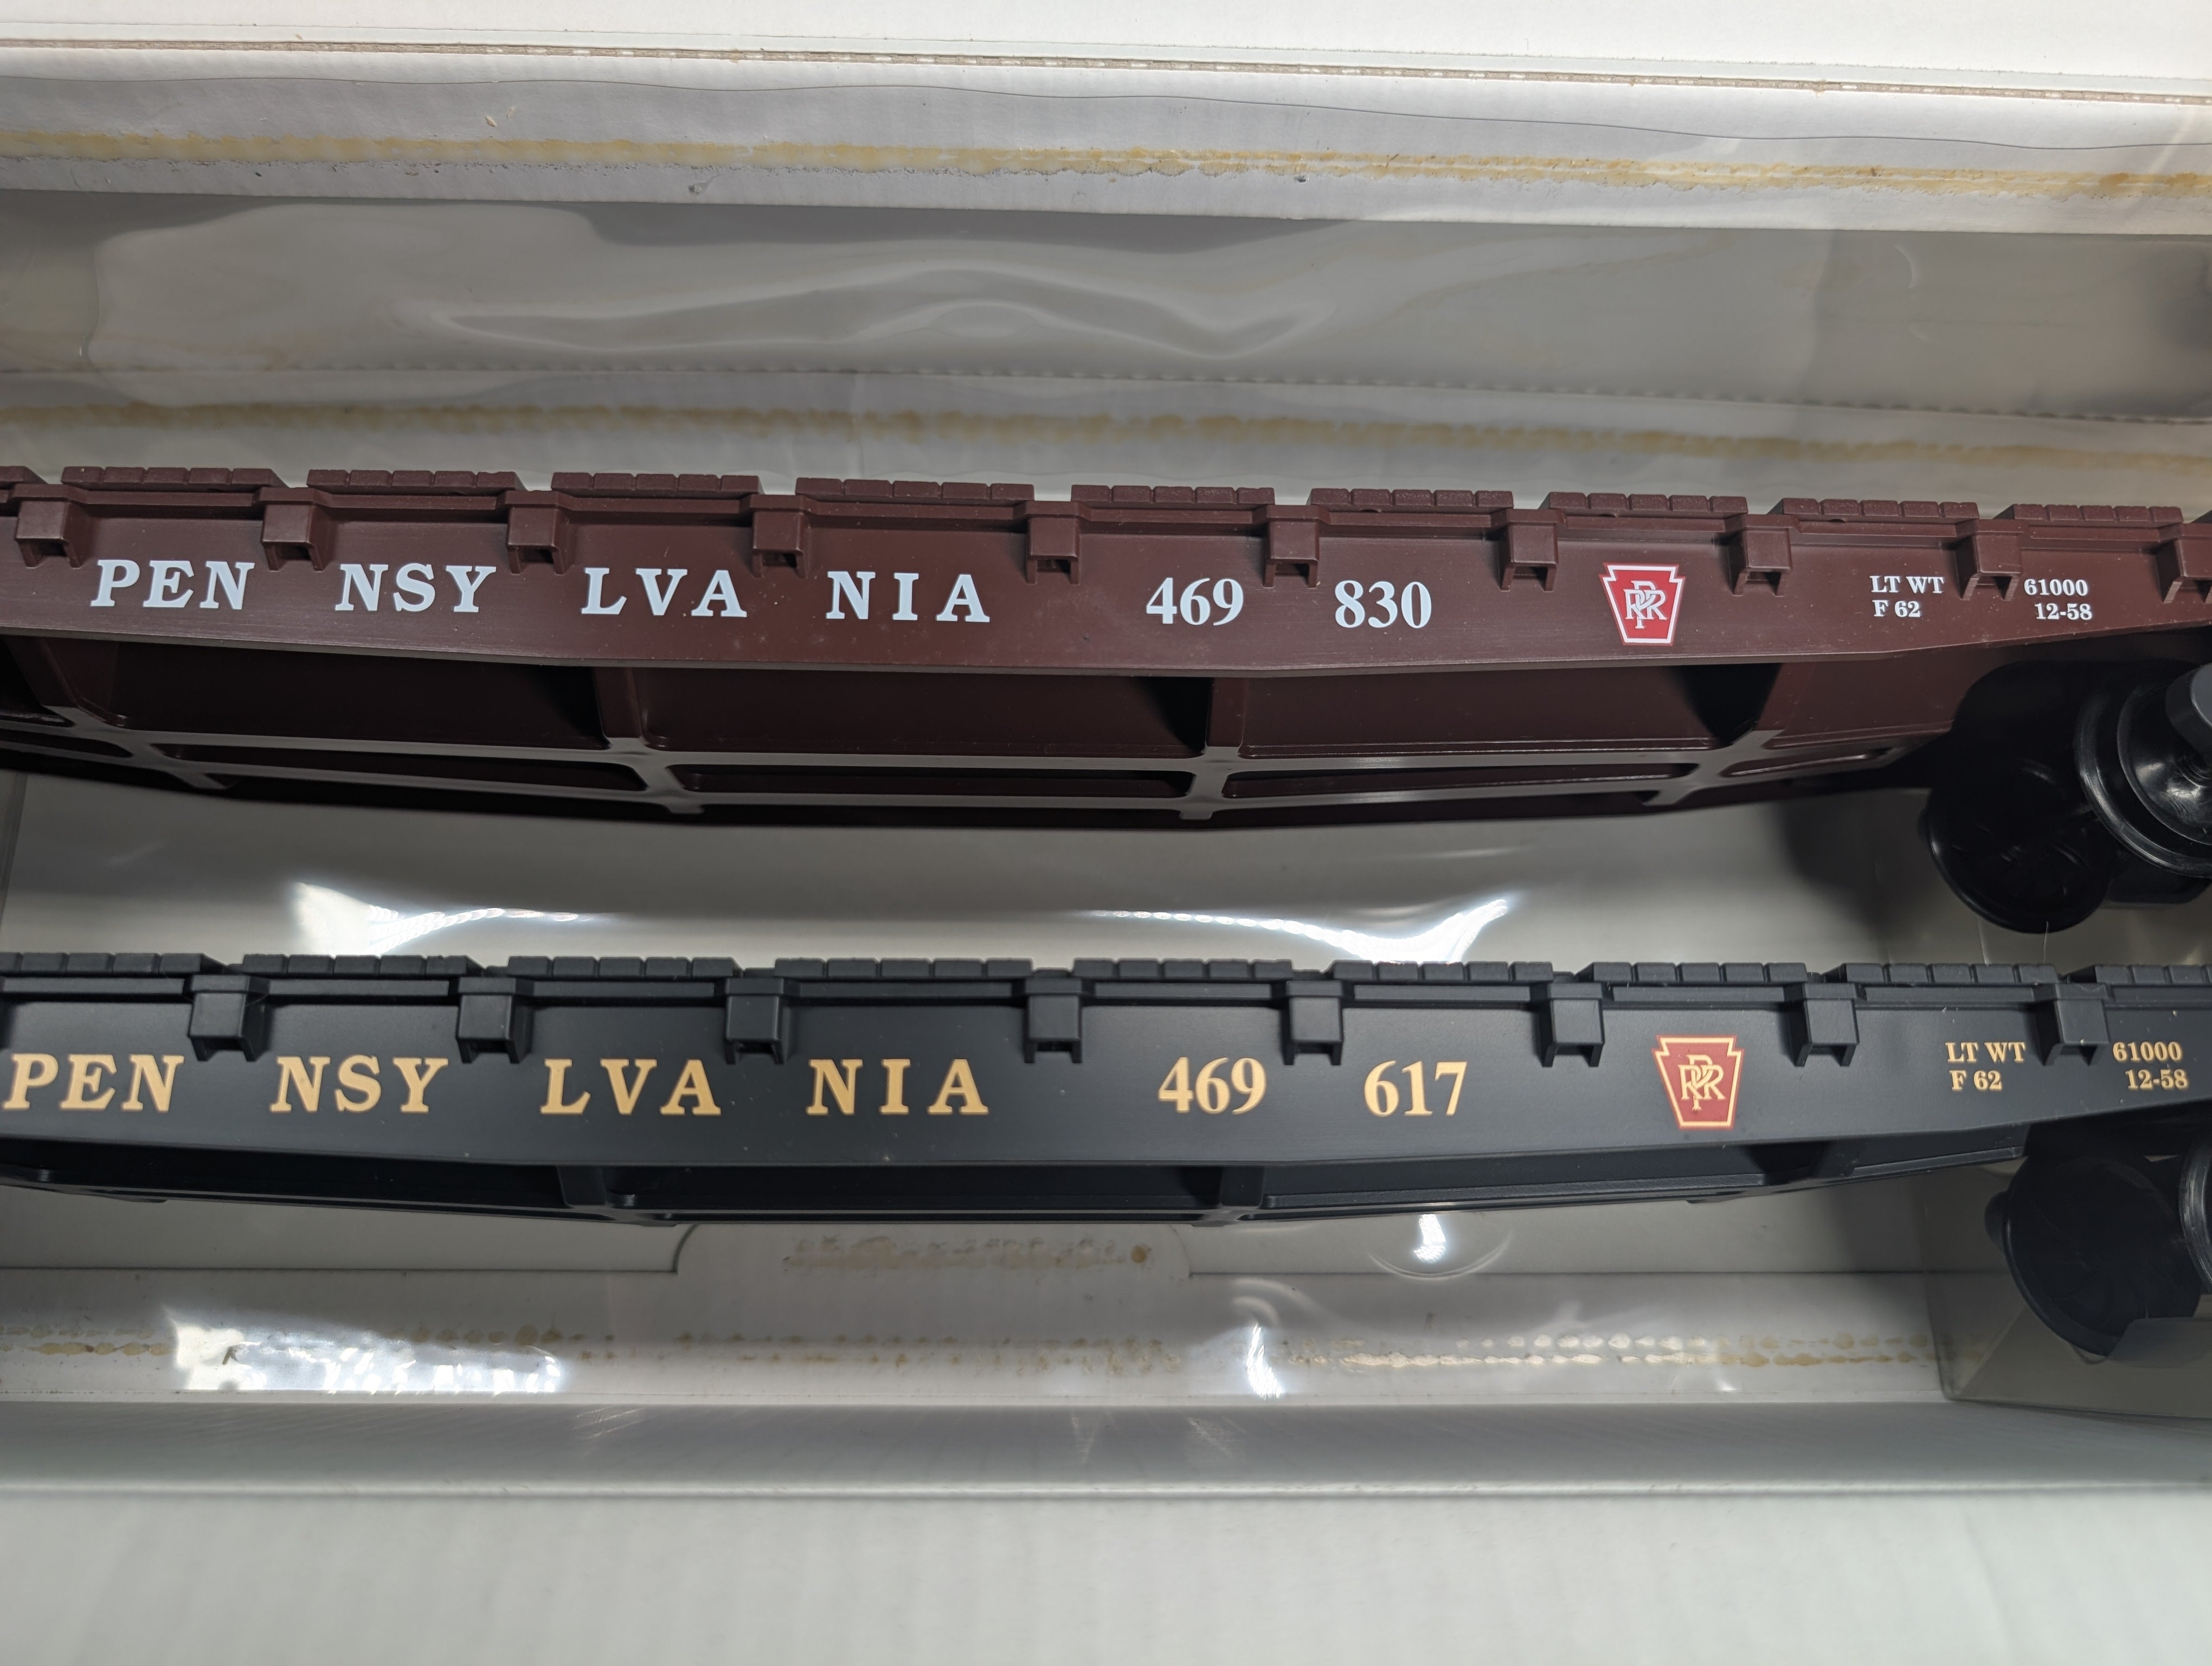 PEN NSY LVA NIA 469 830 PRR LT WT 61000
F 62 12-58
PEN NSY LVA NIA 469 617 PRR LT WT 61000
F 62 12-58